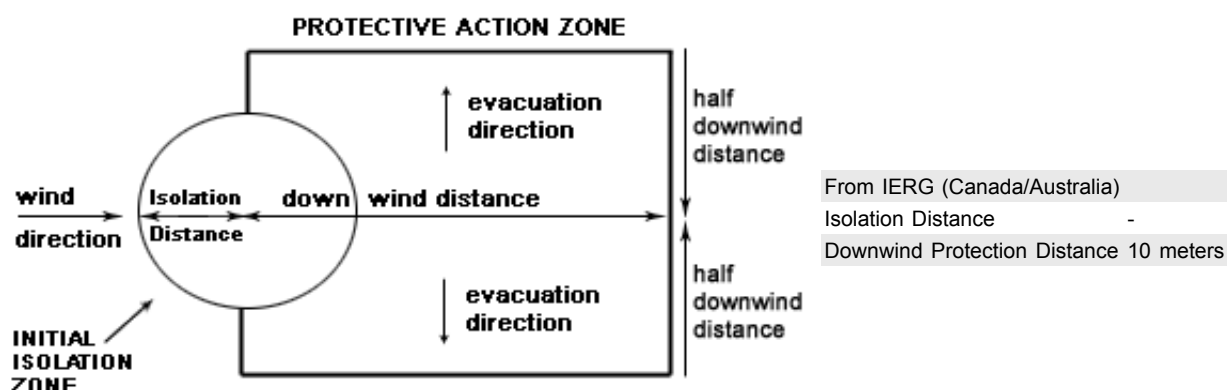 PROTECTIVE ACTION ZONE
evacuation
direction
half
downwind
distance
wind
direction
Isolation
Distance
down wind distance
evacuation
direction
half
downwind
distance
INITIAL
ISOLATION
ZONE
From IERG (Canada/Australia)
Isolation Distance -
Downwind Protection Distance 10 meters